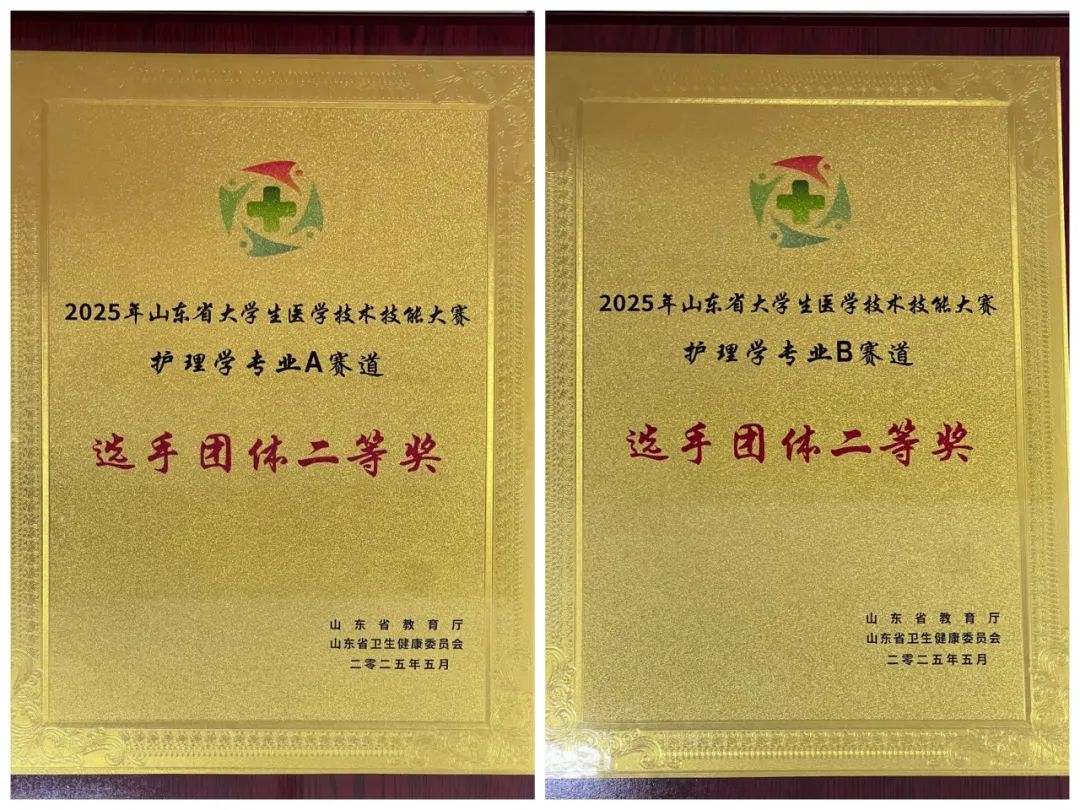 2025年山东省大学生医学技术技能大赛
护理学专业A赛道
选手团体二等奖
山东省教育厅
山东省卫生健康委员会
二零二五年五月
2025年山东省大学生医学技术技能大赛
护理学专业B赛道
选手团体二等奖
山东省教育厅
山东省卫生健康委员会
二零二五年五月